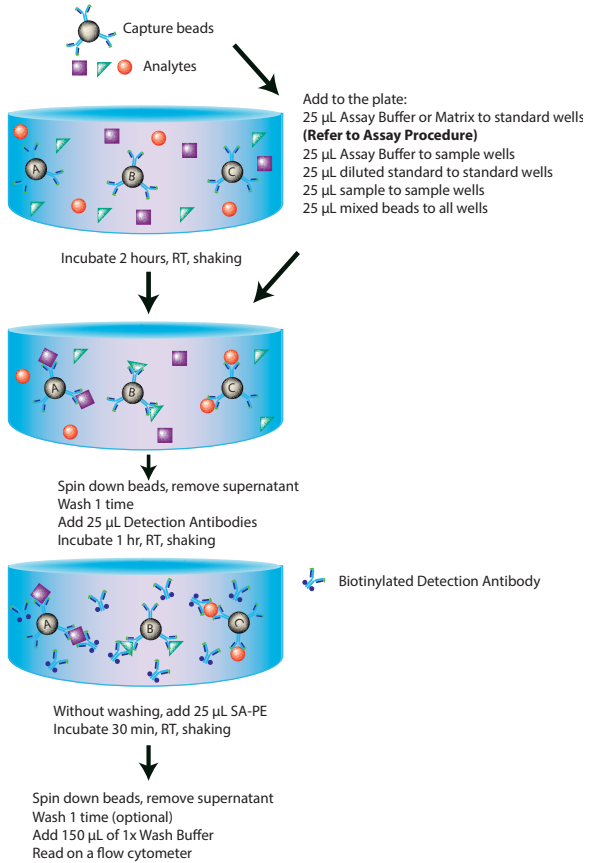 Capture beads
Analytes
Add to the plate:
25 µL Assay Buffer or Matrix to standard wells
(Refer to Assay Procedure)
25 µL Assay Buffer to sample wells
25 µL diluted standard to standard wells
25 µL sample to sample wells
25 µL mixed beads to all wells
A
B
C
Incubate 2 hours, RT, shaking
A
B
C
Spin down beads, remove supernatant
Wash 1 time
Add 25 µL Detection Antibodies
Incubate 1 hr, RT, shaking
Biotinylated Detection Antibody
A
B
C
Without washing, add 25 µL SA-PE
Incubate 30 min, RT, shaking
Spin down beads, remove supernatant
Wash 1 time (optional)
Add 150 µL of 1x Wash Buffer
Read on a flow cytometer